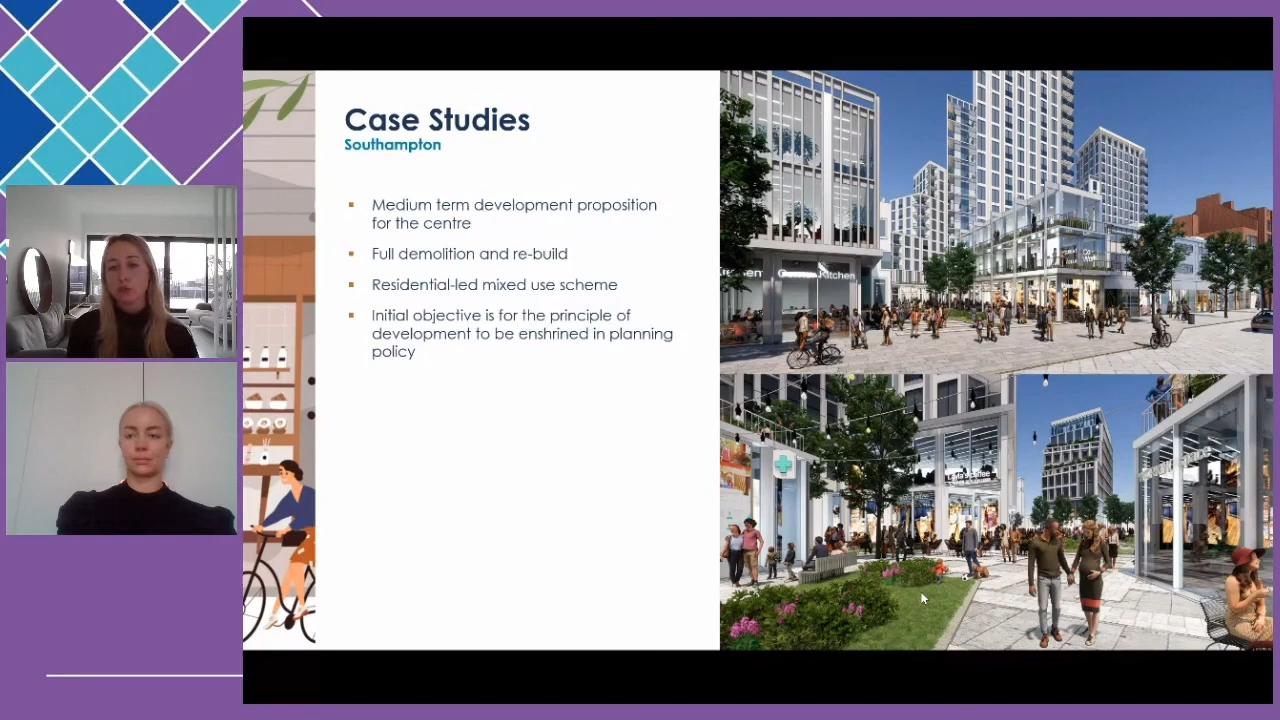 Case Studies
Southampton
▪ Medium term development proposition
for the centre
▪ Full demolition and re-build
▪ Residential-led mixed use scheme
▪ Initial objective is for the principle of
development to be enshrined in planning
policy
Kitchen